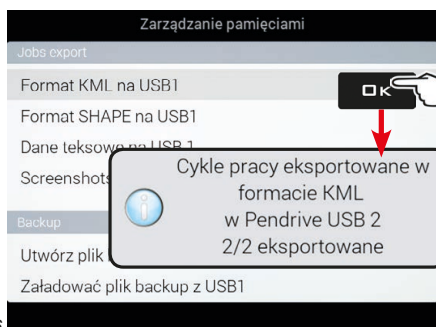 Zarządzanie pamięciami
Jobs export
Format KML na USB1
OK
Format SHAPE na USB1
Dane teksowe na USB 1
Screenshots
Cykle pracy eksportowane w
formacie KML
w Pendrive USB 2
2/2 eksportowane
Backup
Utwórz plik
Załadować plik backup z USB1